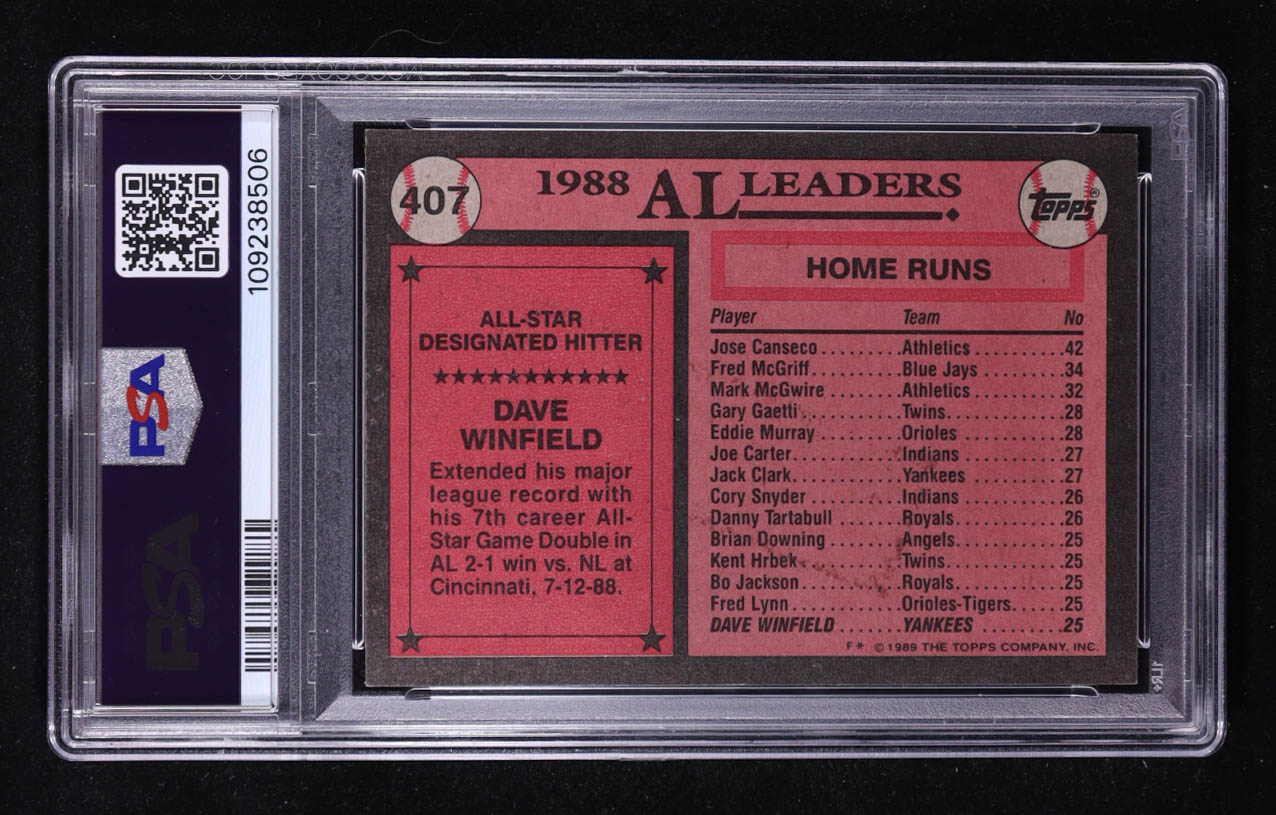 109238506
PSA
PSA
407
1988 AL LEADERS
Topps®
ALL-STAR
DESIGNATED HITTER
DAVE
WINFIELD
Extended his major
league record with
his 7th career All-
Star Game Double in
AL 2-1 win vs. NL at
Cincinnati, 7-12-88.
HOME RUNS
Player Team No
Jose Canseco.........Athletics..........42
Fred McGriff..........Blue Jays..........34
Mark McGwire........Athletics..........32
Gary Gaetti...........Twins.............28
Eddie Murray.........Orioles...........28
Joe Carter............Indians...........27
Jack Clark............Yankees..........27
Cory Snyder..........Indians...........26
Danny Tartabull.......Royals............26
Brian Downing........Angels............25
Kent Hrbek...........Twins.............25
Bo Jackson...........Royals............25
Fred Lynn............Orioles-Tigers......25
DAVE WINFIELD.......YANKEES.........25
F* © 1989 THE TOPPS COMPANY, INC.